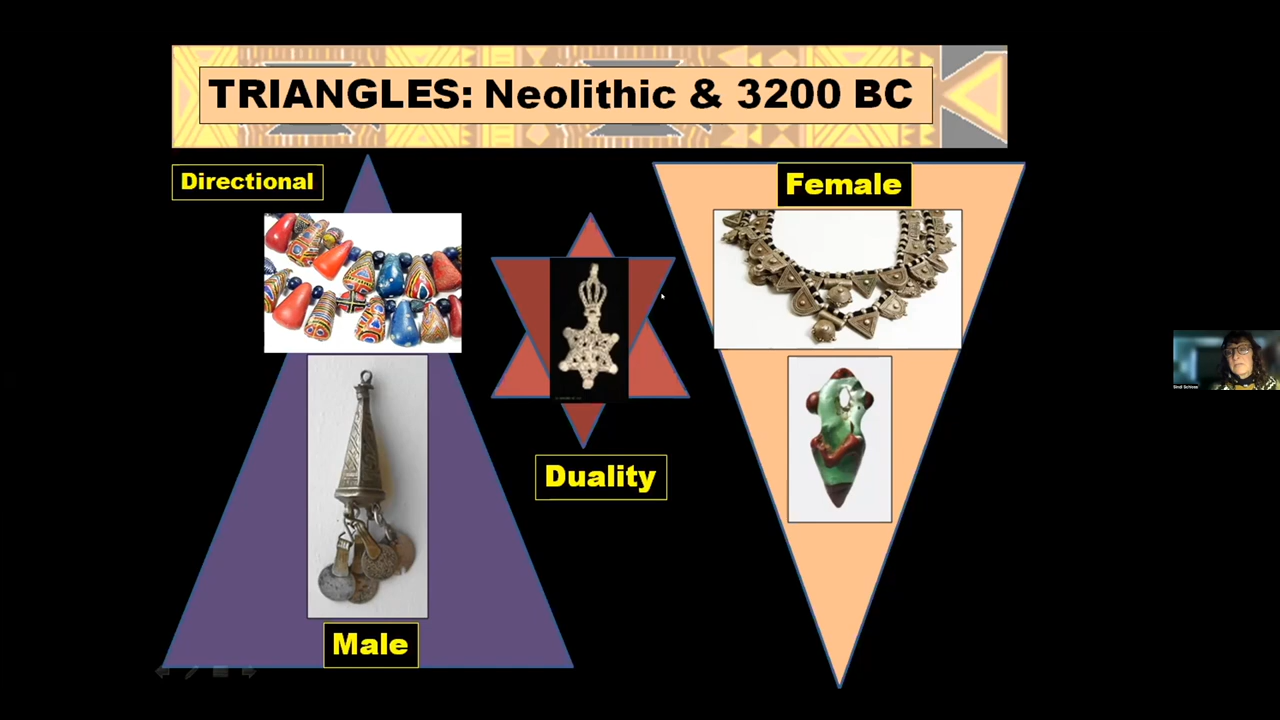 TRIANGLES: Neolithic & 3200 BC
Directional
Female
Duality
Male